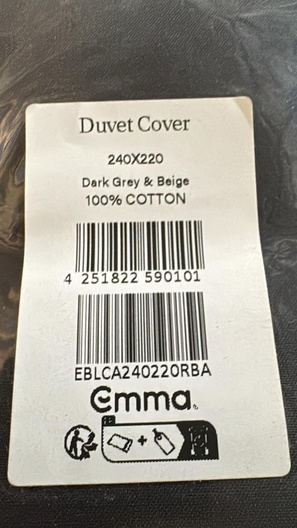 Duvet Cover
240X220
Dark Grey & Beige
100% COTTON
4 251822 590101
EBLCA240220RBA
Emma.